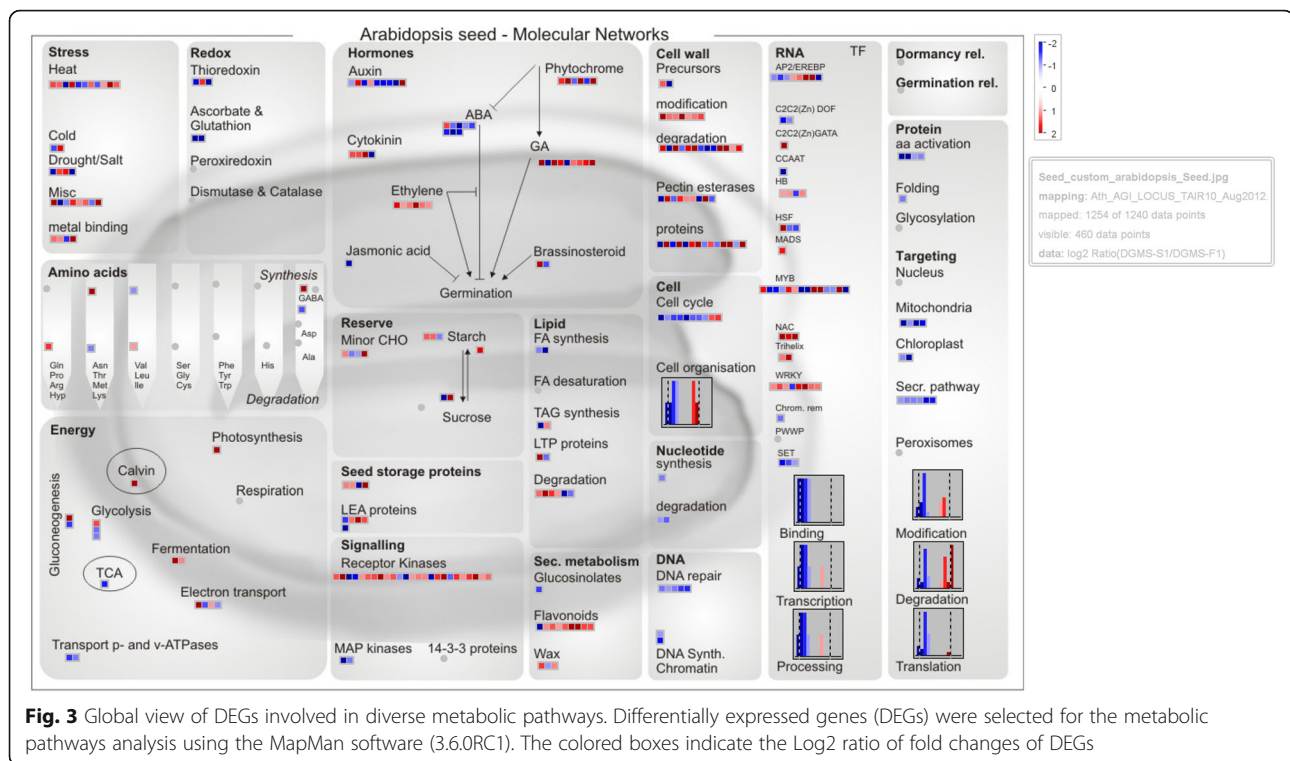 Arabidopsis seed - Molecular Networks
Stress
Heat
Cold
Drought/Salt
Misc
metal binding
Redox
Thioredoxin
Ascorbate &
Glutathion
Peroxiredoxin
Dismutase & Catalase
Hormones
Auxin
Phytochrome
ABA
Cytokinin
GA
Ethylene
Jasmonic acid
Brassinosteroid
Germination
Cell wall
Precursors
modification
degradation
Pectin esterases
proteins
Cell
Cell cycle
Cell organisation
Nucleotide
synthesis
degradation
DNA
DNA repair
DNA Synth.
Chromatin
RNA
TF
AP2/EREBP
C2C2(Zn) DOF
C2C2(Zn)GATA
CCAAT
HB
HSF
MADS
MYB
NAC
Trihelix
WRKY
Chrom. rem
PWWP
SET
Binding
Transcription
Processing
Dormancy rel.
Germination rel.
Protein
aa activation
Folding
Glycosylation
Targeting
Nucleus
Mitochondria
Chloroplast
Secr. pathway
Peroxisomes
Modification
Degradation
Translation
Amino acids
Synthesis
GABA
Asp
Ala
Gln
Pro
Arg
Hyp
Asn
Thr
Met
Lys
Val
Leu
Ile
Ser
Gly
Cys
Phe
Tyr
Trp
His
Degradation
Reserve
Minor CHO
Starch
Sucrose
Lipid
FA synthesis
FA desaturation
TAG synthesis
LTP proteins
Degradation
Energy
Photosynthesis
Calvin
Respiration
Gluconeogenesis
Glycolysis
Fermentation
TCA
Electron transport
Transport p- and v-ATPases
Seed storage proteins
LEA proteins
Signalling
Receptor Kinases
MAP kinases
14-3-3 proteins
Sec. metabolism
Glucosinolates
Flavonoids
Wax
-2
-1
0
1
2
Seed_custom_arabidopsis_Seed.jpg
mapping: Ath_AGI_LOCUS_TAIR10_Aug2012.
mapped: 1254 of 1240 data points
visible: 460 data points
data: log2 Ratio(DGMS-S1/DGMS-F1)
Fig. 3 Global view of DEGs involved in diverse metabolic pathways. Differentially expressed genes (DEGs) were selected for the metabolic
pathways analysis using the MapMan software (3.6.0RC1). The colored boxes indicate the Log2 ratio of fold changes of DEGs